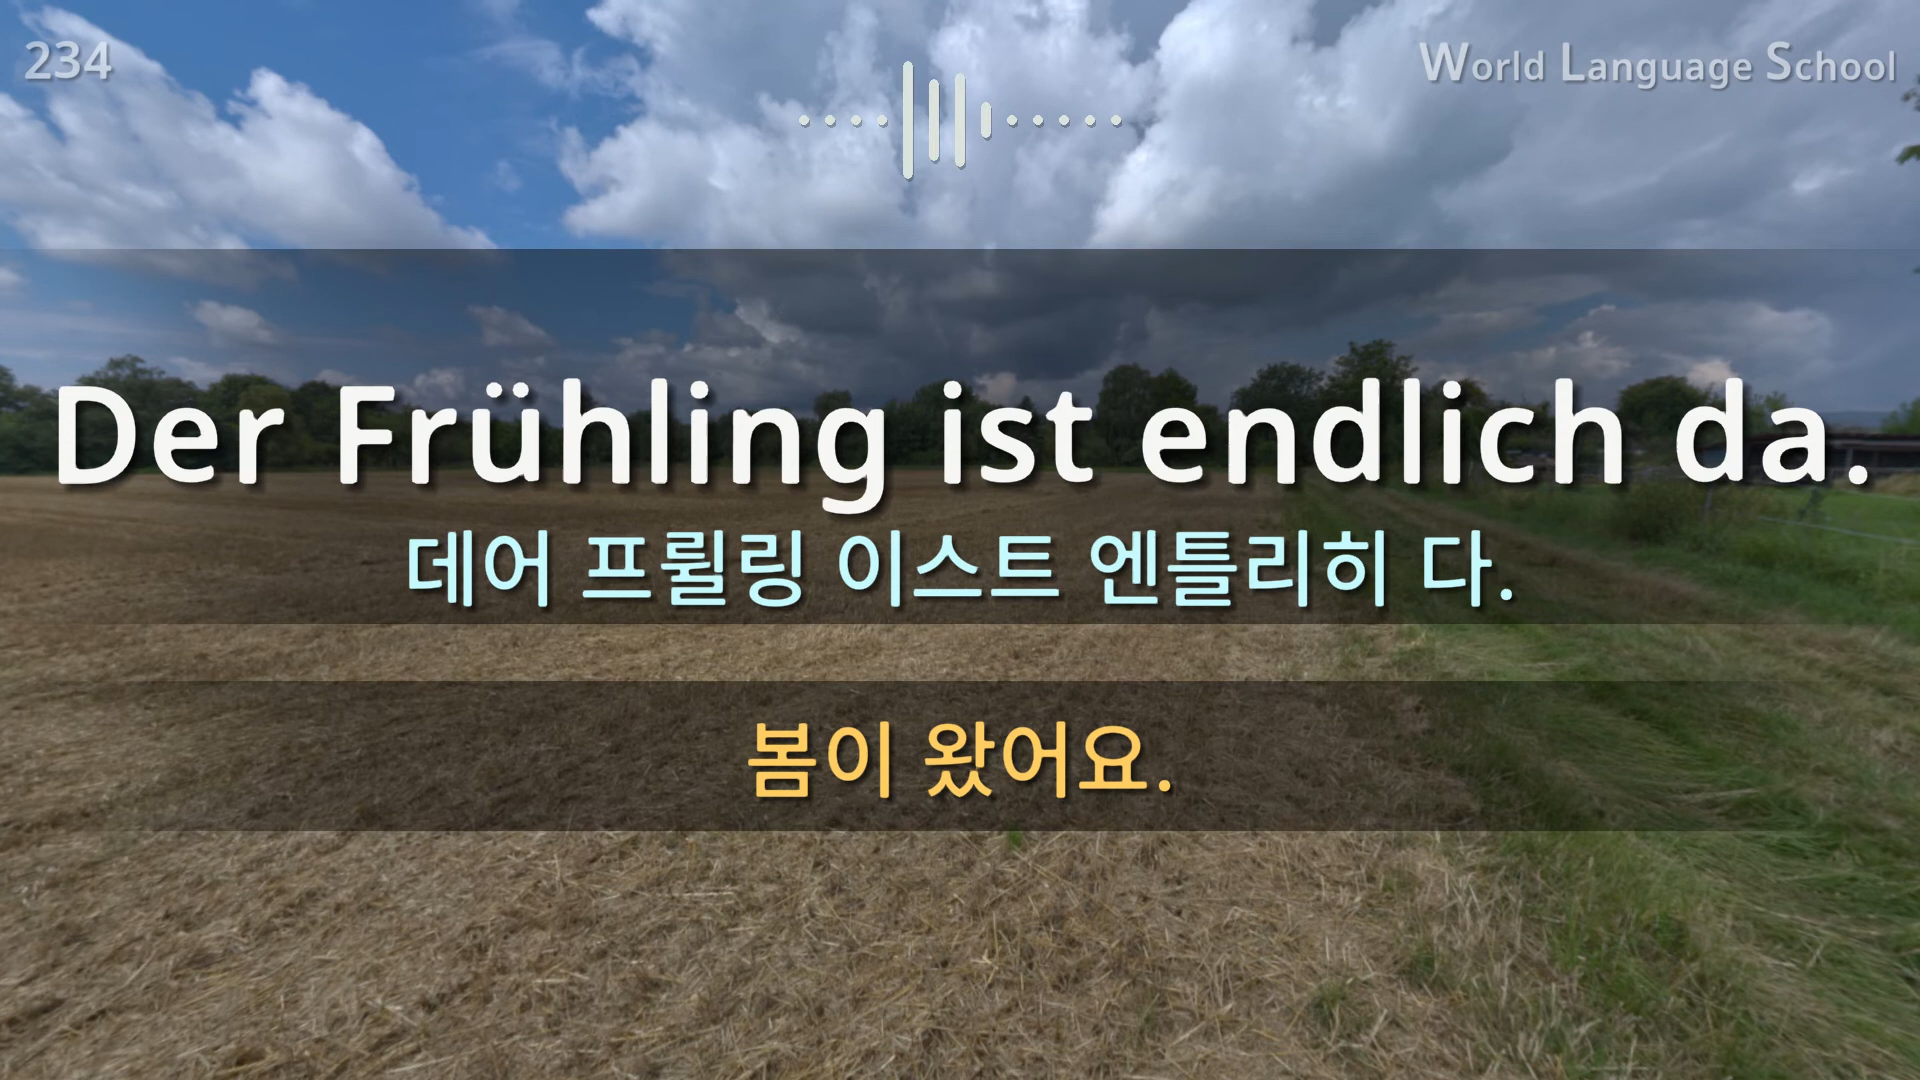 234
World Language School
Der Frühling ist endlich da.
데어 프륄링 이스트 엔틀리히 다.
봄이 왔어요.